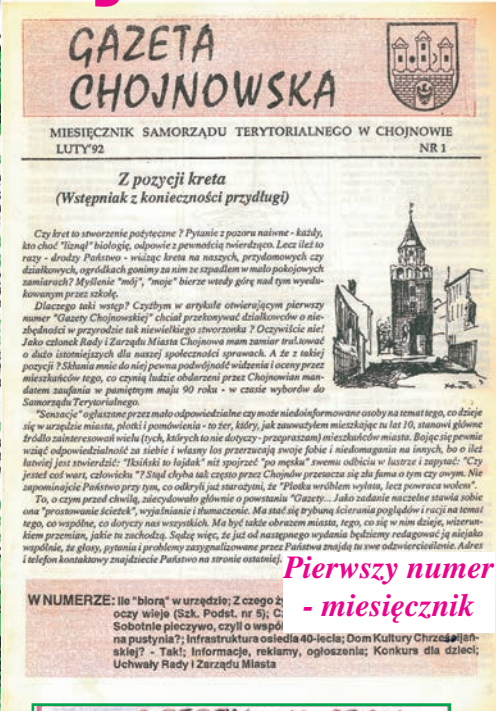 GAZETA
CHOJNOWSKA
MIESIĘCZNIK SAMORZĄDU TERYTORIALNEGO W CHOJNOWIE
LUTY'92 NR 1
Z pozycji kreta
(Wstępniak z konieczności przydługi)
Czy kret to stworzenie pożyteczne ? Pytanie z pozoru naiwne - każdy,
kto choć "liznął" biologię, odpowie z pewnością twierdząco. Lecz ileż to
razy - drodzy Państwo - widząc kreta na naszych, przydomowych czy
działkowych, ogródkach gonimy za nim ze szpadlem w mało pokojowych
zamiarach? Myślenie "mój", "moje" bierze wtedy górę nad tym wyedu-
kowanym przez szkołę.
Dlaczego taki wstęp? Czyżbym w artykule otwierającym pierwszy
numer "Gazety Chojnowskiej" chciał przekonywać działkowców o nie-
zbędności w przyrodzie tak niewielkiego stworzonka ? Oczywiście nie!
Jako członek Rady i Zarządu Miasta Chojnowa mam zamiar traktować
o dużo istotniejszych dla naszej społeczności sprawach. A że z takiej
pozycji ? Skłania mnie do niej pewna podwójność widzenia i oceny przez
mieszkańców tego, co czynią ludzie obdarzeni przez Chojnowian man-
datem zaufania w pamiętnym maju 90 roku - w czasie wyborów do
Samorządu Terytorialnego.
"Sensacje" ogłaszane przez mało odpowiedzialne czy może niedoinformowane osoby na temat tego, co dzieje
się w urzędzie miasta, plotki i pomówienia - to żer, który, jak zauważyłem mieszkając tu lat 10, stanowi główne
źródło zainteresowań wielu (tych, których to nie dotyczy - przepraszam) mieszkańców miasta. Bojąc się pewnie
wziąć odpowiedzialność za siebie i własny los przerzucają swoje fobie i niedomagania na innych, bo o ileż
łatwiej jest stwierdzić: "Iksiński to łajdak" niż spojrzeć "po męsku" swemu odbiciu w lustrze i zapytać: "Czy
jesteś coś wart, człowieku "? Stąd chyba tak często przez Chojnów przetacza się zła fama o tym czy owym. Nie
zapominajcie Państwo przy tym, co odkryli już starożytni, że "Plotka wróblem wylata, lecz powraca wołem".
To, o czym przed chwilą, zdecydowało głównie o powstaniu "Gazety... Jako zadanie naczelne stawia sobie
ona "prostowanie ścieżek", wyjaśnianie i tłumaczenie. Ma stać się trybuną ścierania poglądów i racji na temat
tego, co wspólne, co dotyczy nas wszystkich. Ma być także obrazem miasta, tego, co się w nim dzieje, wizerun-
kiem przemian, jakie tu zachodzą. Sądzę więc, że już od następnego wydania będziemy redagować ją niejako
wspólnie, że głosy, pytania i problemy zasygnalizowane przez Państwa znajdą tu swe odzwierciedlenie. Adres
i telefon kontaktowy znajdziecie Państwo na stronie ostatniej.
Pierwszy numer
- miesięcznik
W NUMERZE: Ile "biorą" w urzędzie; Z czego
oczy wieje (Szk. Podst. nr 5);
Sobotnie pieczywo, czyli o
na pustynia?; Infrastruktura osiedla 40-lecia; Dom Kultury Chrześcijań-
skiej? - Tak!; Informacje, reklamy, ogłoszenia; Konkurs dla dzieci;
Uchwały Rady i Zarządu Miasta